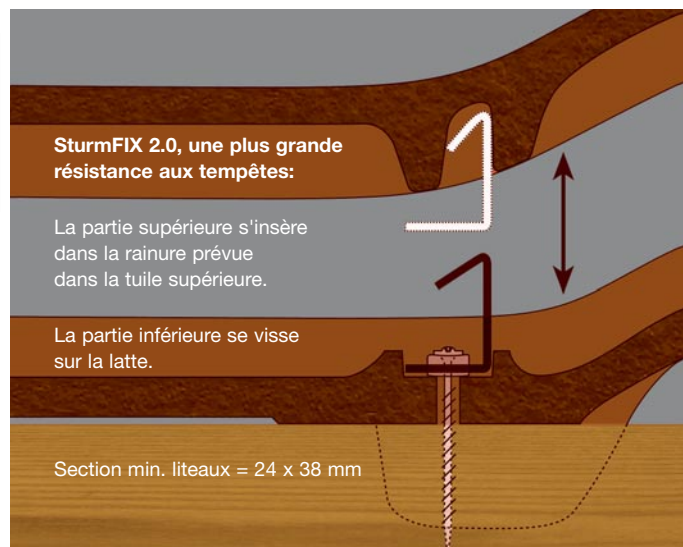 SturmFIX 2.0, une plus grande
résistance aux tempêtes:
La partie supérieure s'insère
dans la rainure prévue
dans la tuile supérieure.
La partie inférieure se visse
sur la latte.
Section min. liteaux = 24 x 38 mm